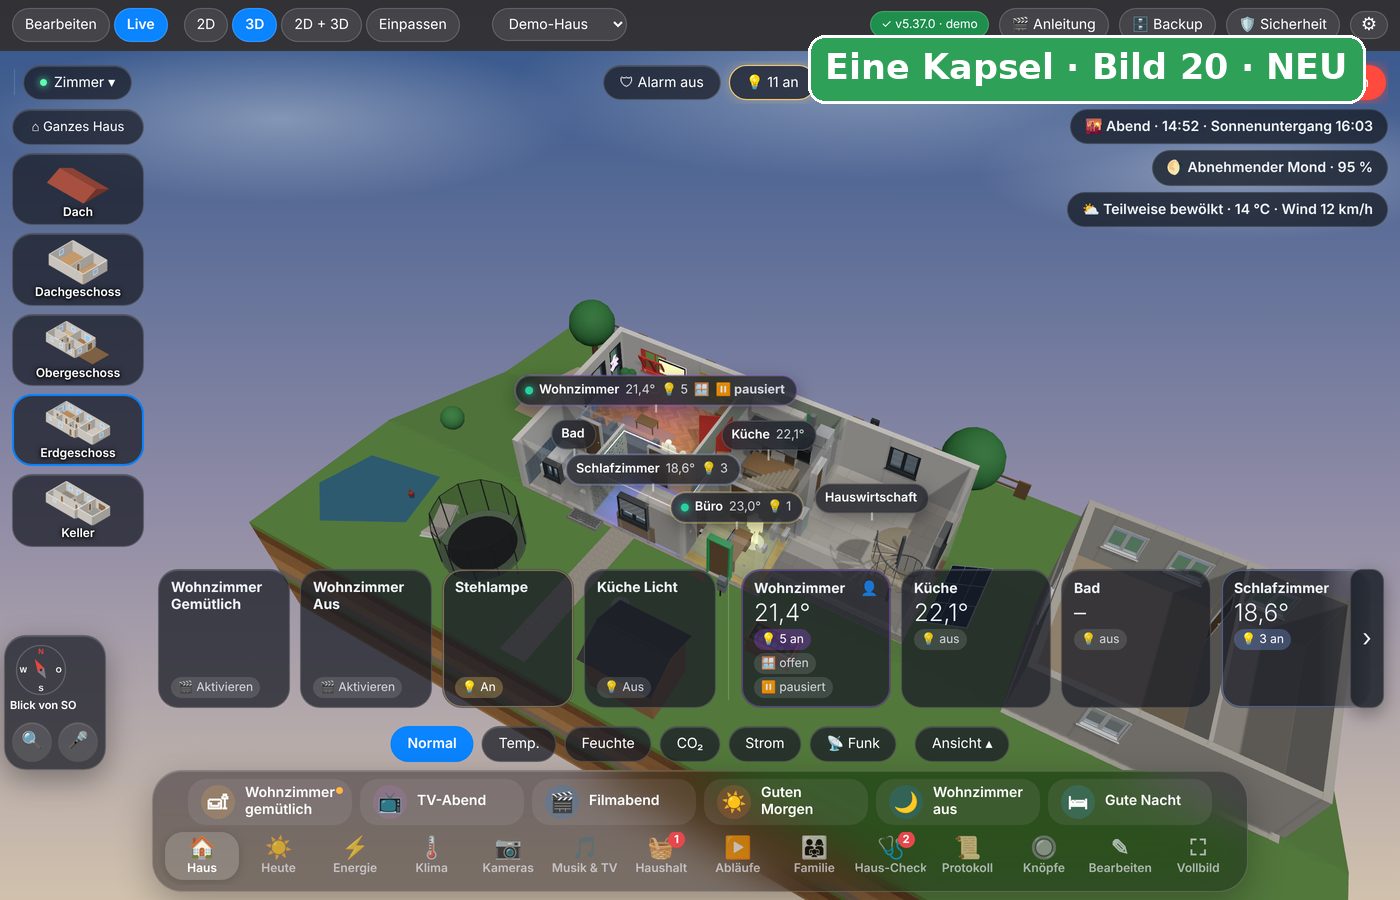 Bearbeiten Live 2D 3D 2D + 3D Einpassen Demo-Haus ✓ v5.37.0 · demo Anleitung Backup Sicherheit
Eine Kapsel · Bild 20 · NEU
Zimmer ▾ Alarm aus 11 an
Ganzes Haus
Abend · 14:52 · Sonnenuntergang 16:03
Abnehmender Mond · 95 %
Teilweise bewölkt · 14 °C · Wind 12 km/h
Dach
Dachgeschoss
Obergeschoss
Erdgeschoss
Keller
Wohnzimmer 21,4° 5 pausiert
Bad
Küche 22,1°
Schlafzimmer 18,6° 3
Hauswirtschaft
Büro 23,0° 1
Wohnzimmer
Gemütlich
Aktivieren
Wohnzimmer
Aus
Aktivieren
Stehlampe
An
Küche Licht
Aus
Wohnzimmer
21,4°
5 an
offen
pausiert
Küche
22,1°
aus
Bad
–
aus
Schlafzimmer
18,6°
3 an
›
N
W O
S
Blick von SO
Normal Temp. Feuchte CO₂ Strom Funk Ansicht ▴
Wohnzimmer
gemütlich
TV-Abend
Filmabend
Guten
Morgen
Wohnzimmer
aus
Gute Nacht
1 2
Haus Heute Energie Klima Kameras Musik & TV Haushalt Abläufe Familie Haus-Check Protokoll Knöpfe Bearbeiten Vollbild